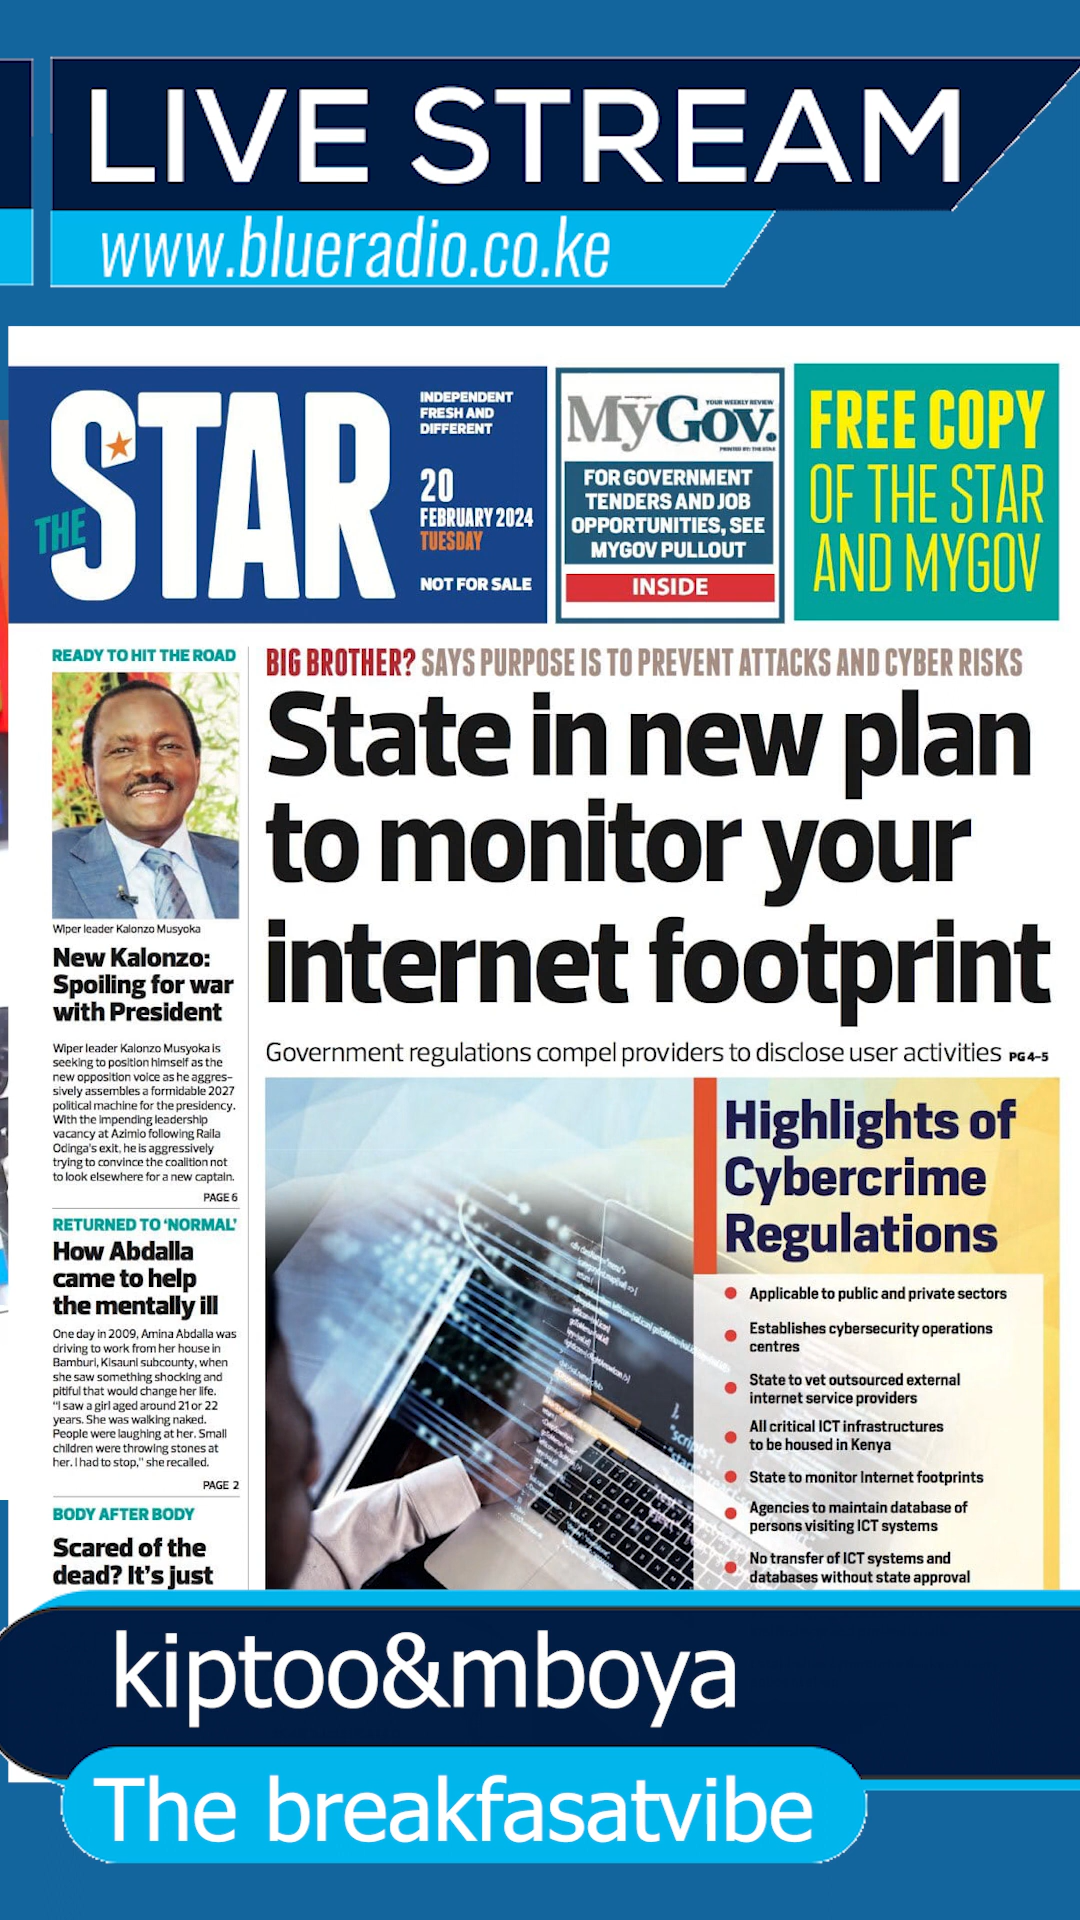 LIVE STREAM
www.blueradio.co.ke
THE STAR
INDEPENDENT
FRESH AND
DIFFERENT
20
FEBRUARY 2024
TUESDAY
NOT FOR SALE
YOUR WEEKLY REVIEW
MyGov.
PRINTED BY: THE STAR
FOR GOVERNMENT
TENDERS AND JOB
OPPORTUNITIES, SEE
MYGOV PULLOUT
INSIDE
FREE COPY
OF THE STAR
AND MYGOV
READY TO HIT THE ROAD
Wiper leader Kalonzo Musyoka
New Kalonzo:
Spoiling for war
with President
Wiper leader Kalonzo Musyoka is
seeking to position himself as the
new opposition voice as he aggres-
sively assembles a formidable 2027
political machine for the presidency.
With the impending leadership
vacancy at Azimio following Raila
Odinga's exit, he is aggressively
trying to convince the coalition not
to look elsewhere for a new captain.
PAGE 6
RETURNED TO 'NORMAL'
How Abdalla
came to help
the mentally ill
One day in 2009, Amina Abdalla was
driving to work from her house in
Bamburi, Kisauni subcounty, when
she saw something shocking and
pitiful that would change her life.
"I saw a girl aged around 21 or 22
years. She was walking naked.
People were laughing at her. Small
children were throwing stones at
her. I had to stop," she recalled.
PAGE 2
BODY AFTER BODY
Scared of the
dead? It's just
BIG BROTHER? SAYS PURPOSE IS TO PREVENT ATTACKS AND CYBER RISKS
State in new plan
to monitor your
internet footprint
Government regulations compel providers to disclose user activities PG 4-5
Highlights of
Cybercrime
Regulations
Applicable to public and private sectors
Establishes cybersecurity operations
centres
State to vet outsourced external
internet service providers
All critical ICT infrastructures
to be housed in Kenya
State to monitor Internet footprints
Agencies to maintain database of
persons visiting ICT systems
No transfer of ICT systems and
databases without state approval
kiptoo&mboya
The breakfasatvibe